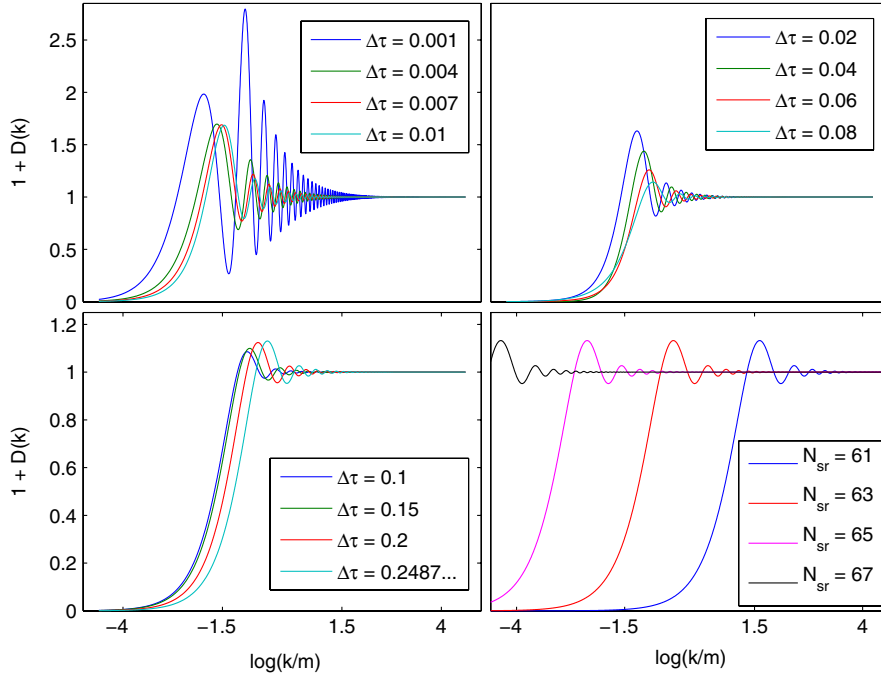 1 + D(k)
2.5
2
1.5
1
0.5
0
Δτ = 0.001
Δτ = 0.004
Δτ = 0.007
Δτ = 0.01
Δτ = 0.02
Δτ = 0.04
Δτ = 0.06
Δτ = 0.08
1 + D(k)
1.2
1
0.8
0.6
0.4
0.2
0
Δτ = 0.1
Δτ = 0.15
Δτ = 0.2
Δτ = 0.2487...
−4 −1.5 1.5 4
log(k/m)
N_sr = 61
N_sr = 63
N_sr = 65
N_sr = 67
−4 −1.5 1.5 4
log(k/m)